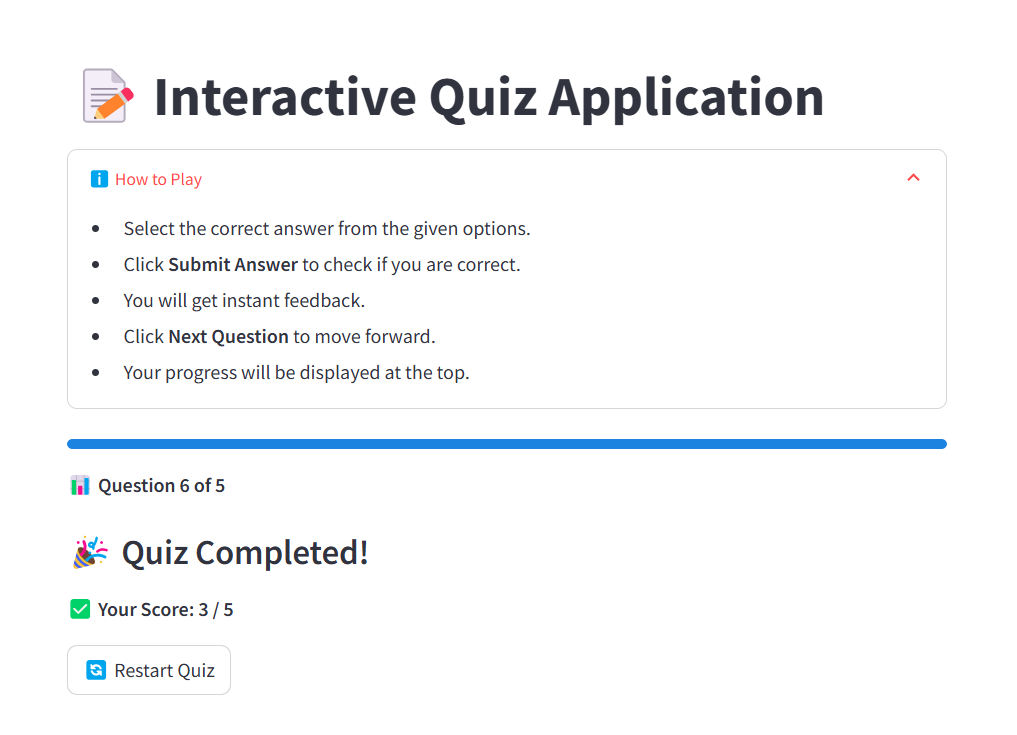 Interactive Quiz Application
How to Play
Select the correct answer from the given options.
Click Submit Answer to check if you are correct.
You will get instant feedback.
Click Next Question to move forward.
Your progress will be displayed at the top.
Question 6 of 5
Quiz Completed!
Your Score: 3 / 5
Restart Quiz